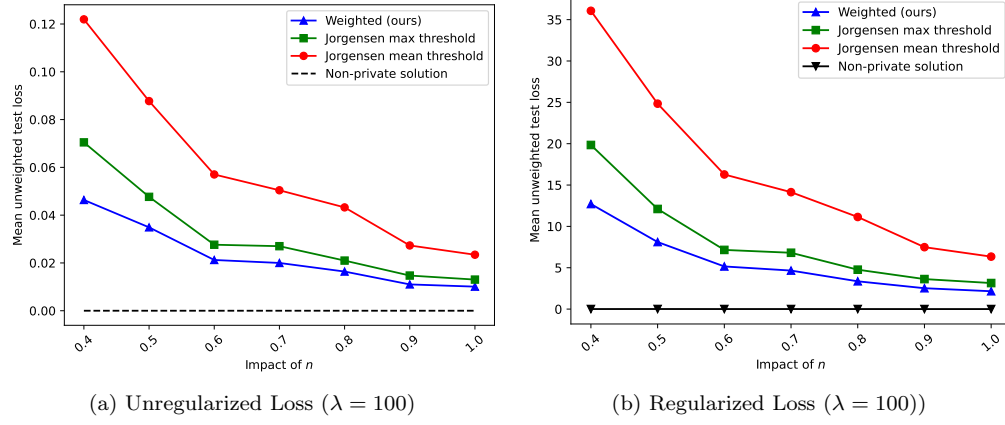 Weighted (ours)
Jorgensen max threshold
Jorgensen mean threshold
Non-private solution
Mean unweighted test loss
0.12
0.10
0.08
0.06
0.04
0.02
0.00
0.4 0.5 0.6 0.7 0.8 0.9 1.0
Impact of n
(a) Unregularized Loss (λ = 100)
Weighted (ours)
Jorgensen max threshold
Jorgensen mean threshold
Non-private solution
Mean unweighted test loss
35
30
25
20
15
10
5
0
0.4 0.5 0.6 0.7 0.8 0.9 1.0
Impact of n
(b) Regularized Loss (λ = 100))